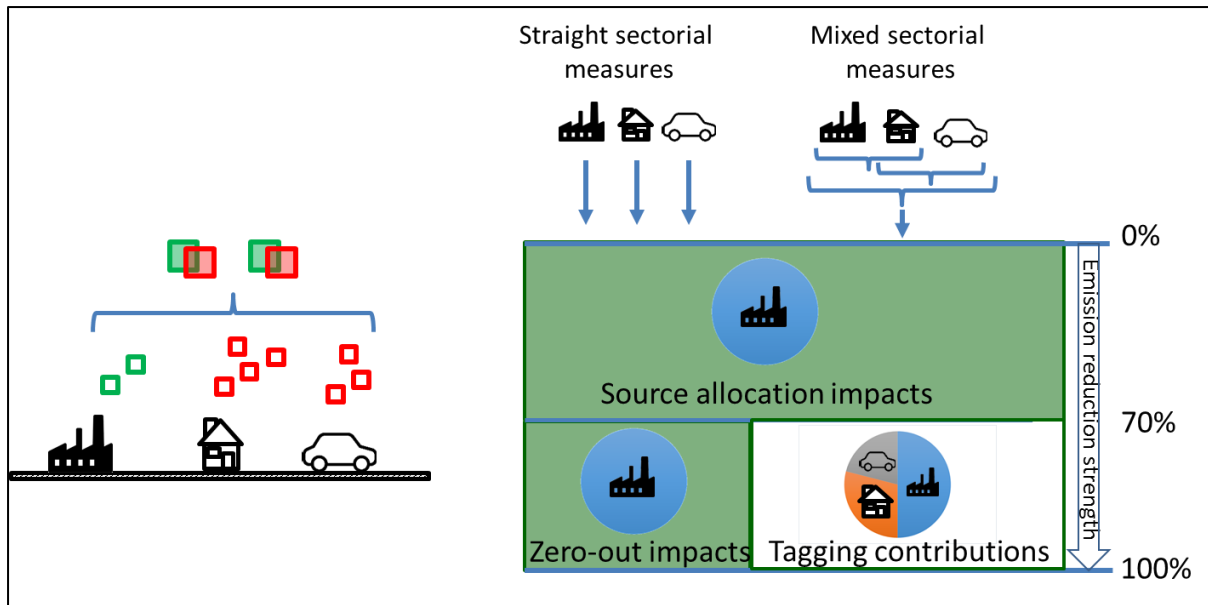 Straight sectorial
measures
Mixed sectorial
measures
0%
Emission reduction strength
Source allocation impacts
70%
Zero-out impacts
Tagging contributions
100%